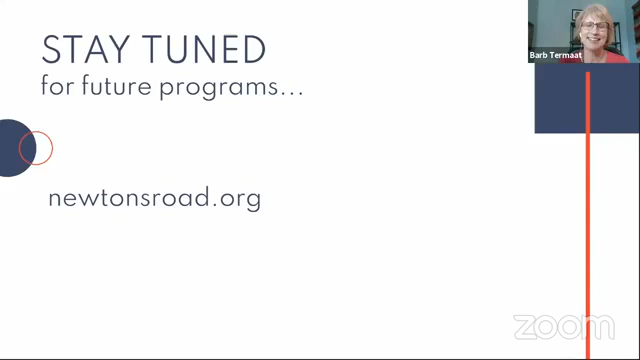 STAY TUNED
for future programs...
Barb Termaat
newtonsroad.org
zoom